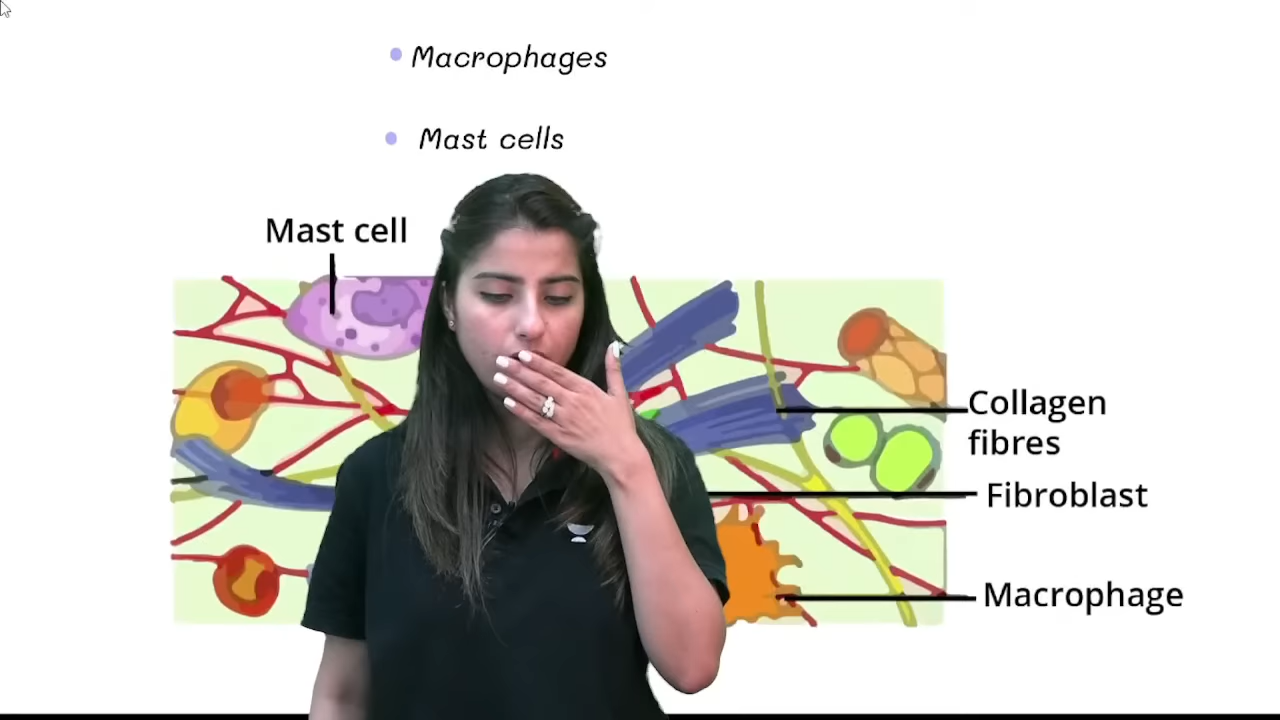 Macrophages
Mast cells
Mast cell
Collagen
fibres
Fibroblast
Macrophage